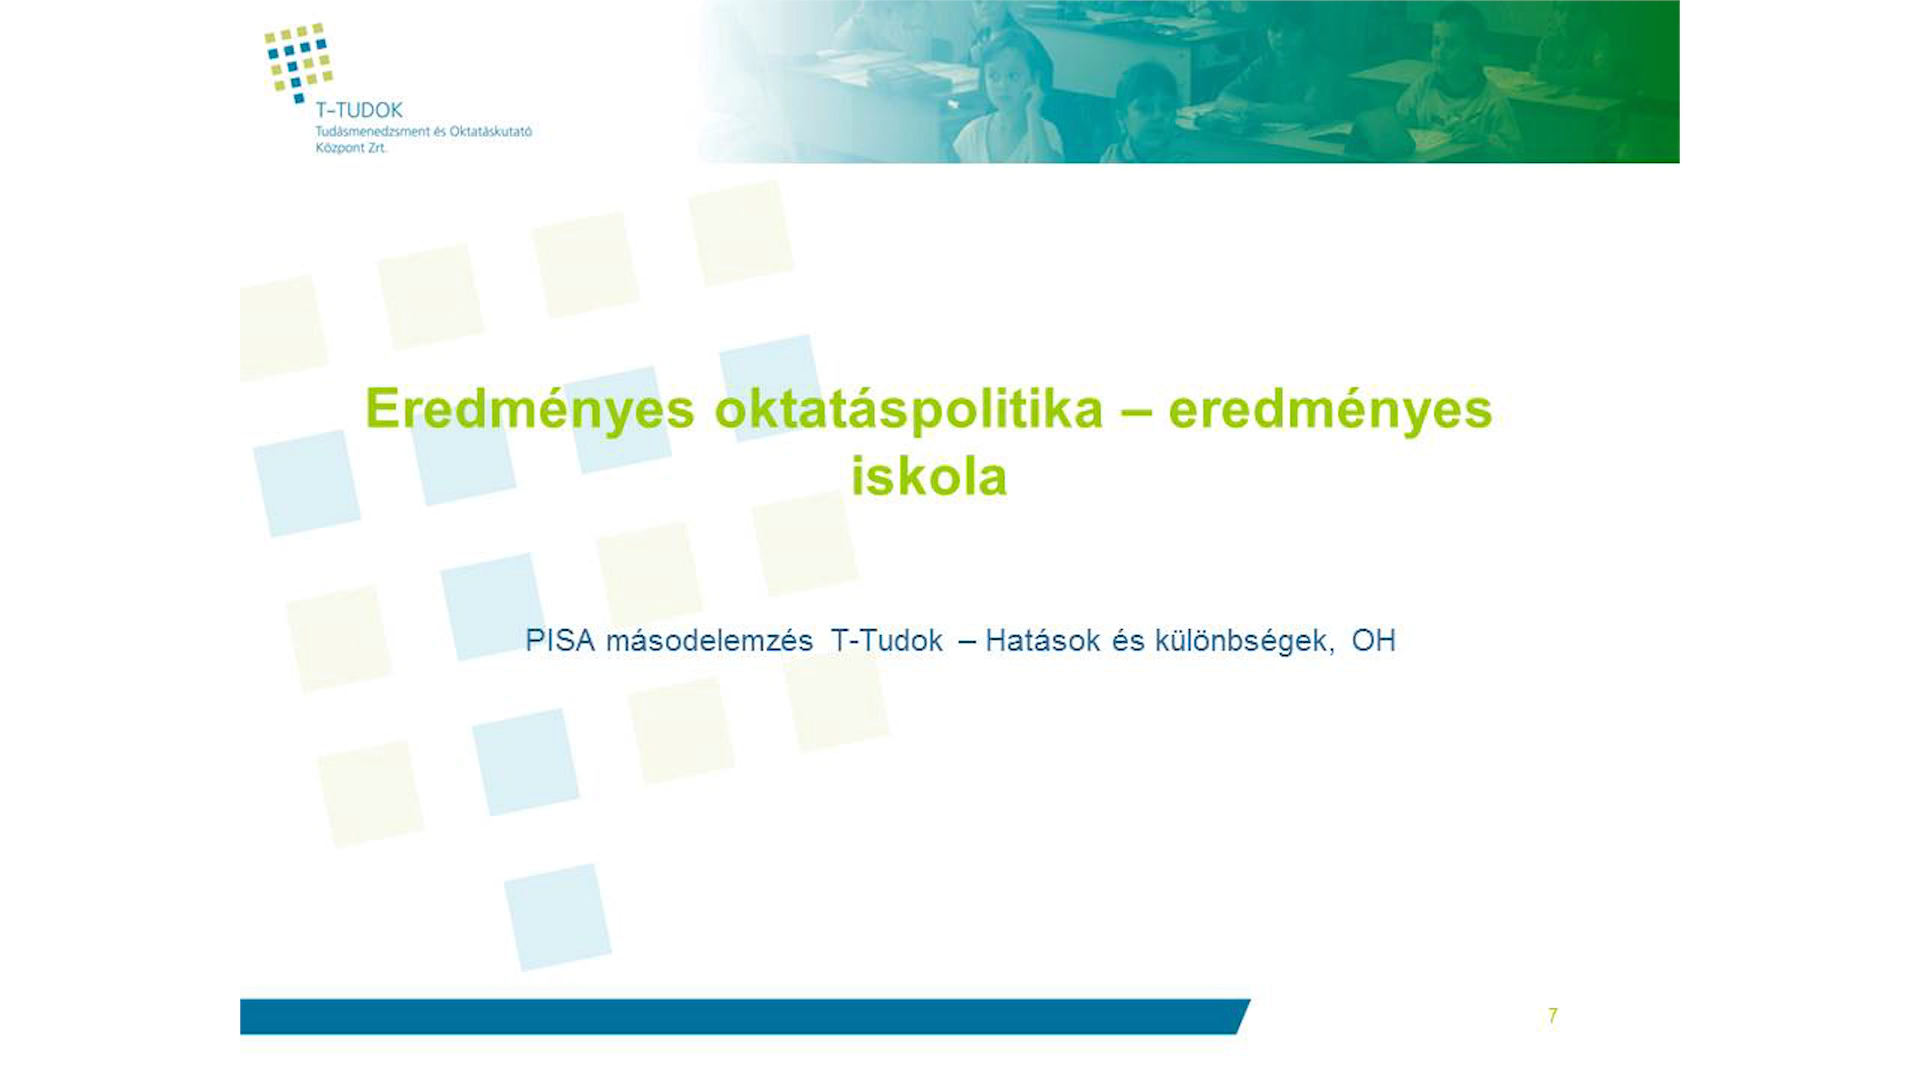 T-TUDOK
Tudásmenedzsment és Oktatáskutató
Központ Zrt.
Eredményes oktatáspolitika – eredményes
iskola
PISA másodelemzés T-Tudok – Hatások és különbségek, OH
7